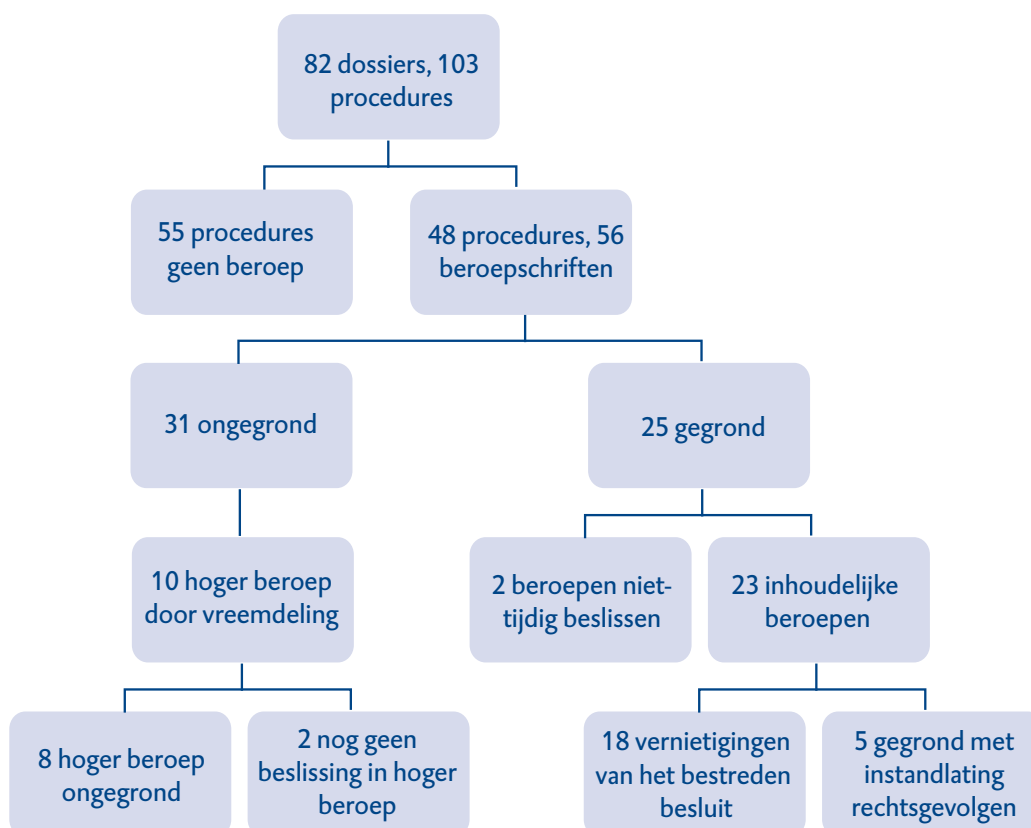 82 dossiers, 103
procedures
55 procedures
geen beroep
48 procedures, 56
beroepschriften
31 ongegrond
25 gegrond
10 hoger beroep
door vreemdeling
2 beroepen niet-
tijdig beslissen
23 inhoudelijke
beroepen
8 hoger beroep
ongegrond
2 nog geen
beslissing in hoger
beroep
18 vernietigingen
van het bestreden
besluit
5 gegrond met
instandlating
rechtsgevolgen